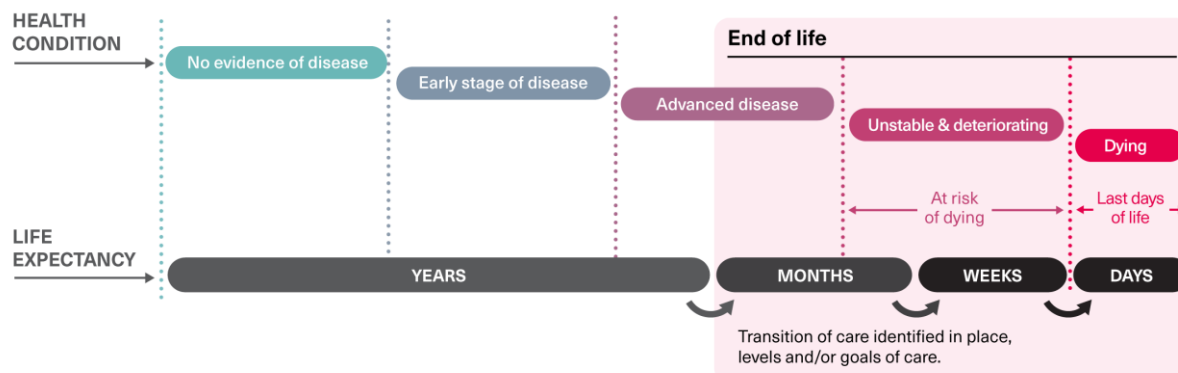 HEALTH
CONDITION
No evidence of disease
Early stage of disease
Advanced disease
End of life
Unstable & deteriorating
Dying
At risk
of dying
Last days
of life
LIFE
EXPECTANCY
YEARS
MONTHS
WEEKS
DAYS
Transition of care identified in place,
levels and/or goals of care.